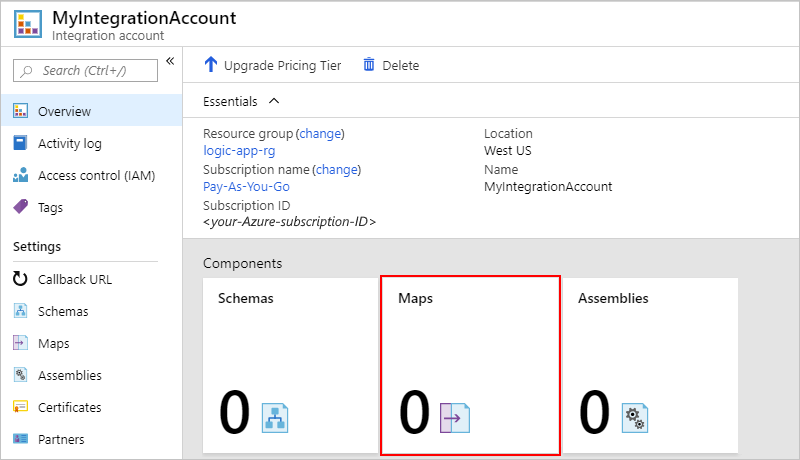 MyIntegrationAccount
Integration account
Search (Ctrl+/)
«
Overview
Activity log
Access control (IAM)
Tags
Settings
Callback URL
Schemas
Maps
Assemblies
Certificates
Partners
Upgrade Pricing Tier
Delete
Essentials
Resource group (change)
logic-app-rg
Subscription name (change)
Pay-As-You-Go
Subscription ID
<your-Azure-subscription-ID>
Location
West US
Name
MyIntegrationAccount
Components
Schemas
0
Maps
0
Assemblies
0